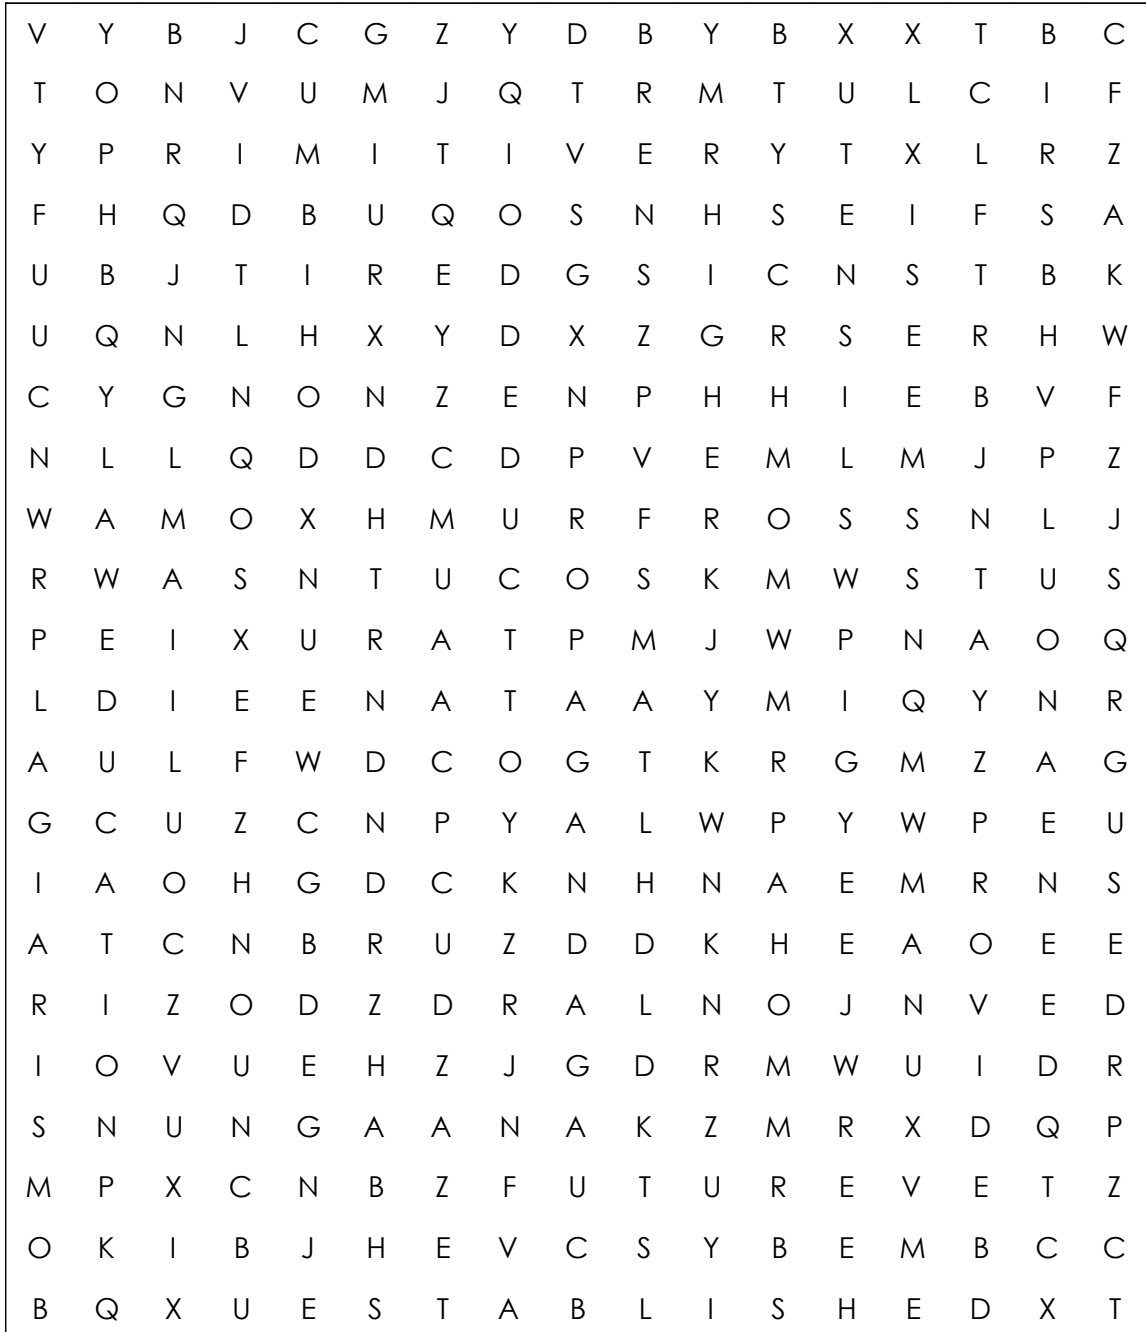 V Y B J C G Z Y D B Y B X X T B C
T O N V U M J Q T R M T U L C I F
Y P R I M I T I V E R Y T X L R Z
F H Q D B U Q O S N H S E I F S A
U B J T I R E D G S I C N S T B K
U Q N L H X Y D X Z G R S E R H W
C Y G N O N Z E N P H H I E B V F
N L L Q D D C D P V E M L M J P Z
W A M O X H M U R F R O S S N L J
R W A S N T U C O S K M W S T U S
P E I X U R A T P M J W P N A O Q
L D I E E N A T A A Y M I Q Y N R
A U L F W D C O G T K R G M Z A G
G C U Z C N P Y A L W P Y W P E U
I A O H G D C K N H N A E M R N S
A T C N B R U Z D D K H E A O E E
R I Z O D Z D R A L N O J N V E D
I O V U E H Z J G D R M W U I D R
S N U N G A A N A K Z M R X D Q P
M P X C N B Z F U T U R E V E T Z
O K I B J H E V C S Y B E M B C C
B Q X U E S T A B L I S H E D X T